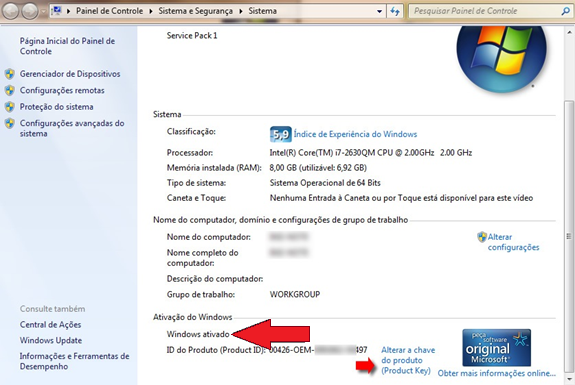 Painel de Controle ▸ Sistema e Segurança ▸ Sistema
Pesquisar Painel de Controle
Página Inicial do Painel de
Controle
Gerenciador de Dispositivos
Configurações remotas
Proteção do sistema
Configurações avançadas do
sistema
Consulte também
Central de Ações
Windows Update
Informações e Ferramentas de
Desempenho
Service Pack 1
Sistema
Classificação: 5,9 Índice de Experiência do Windows
Processador: Intel(R) Core(TM) i7-2630QM CPU @ 2.00GHz 2.00 GHz
Memória instalada (RAM): 8,00 GB (utilizável: 6,92 GB)
Tipo de sistema: Sistema Operacional de 64 Bits
Caneta e Toque: Nenhuma Entrada à Caneta ou por Toque está disponível para este vídeo
Nome do computador, domínio e configurações de grupo de trabalho
Nome do computador:
Alterar
configurações
Nome completo do
computador:
Descrição do computador:
Grupo de trabalho: WORKGROUP
Ativação do Windows
Windows ativado
ID do Produto (Product ID): 00426-OEM- 497
Alterar a chave
do produto
(Product Key)
peça
software
original
Microsoft
Obter mais informações online...